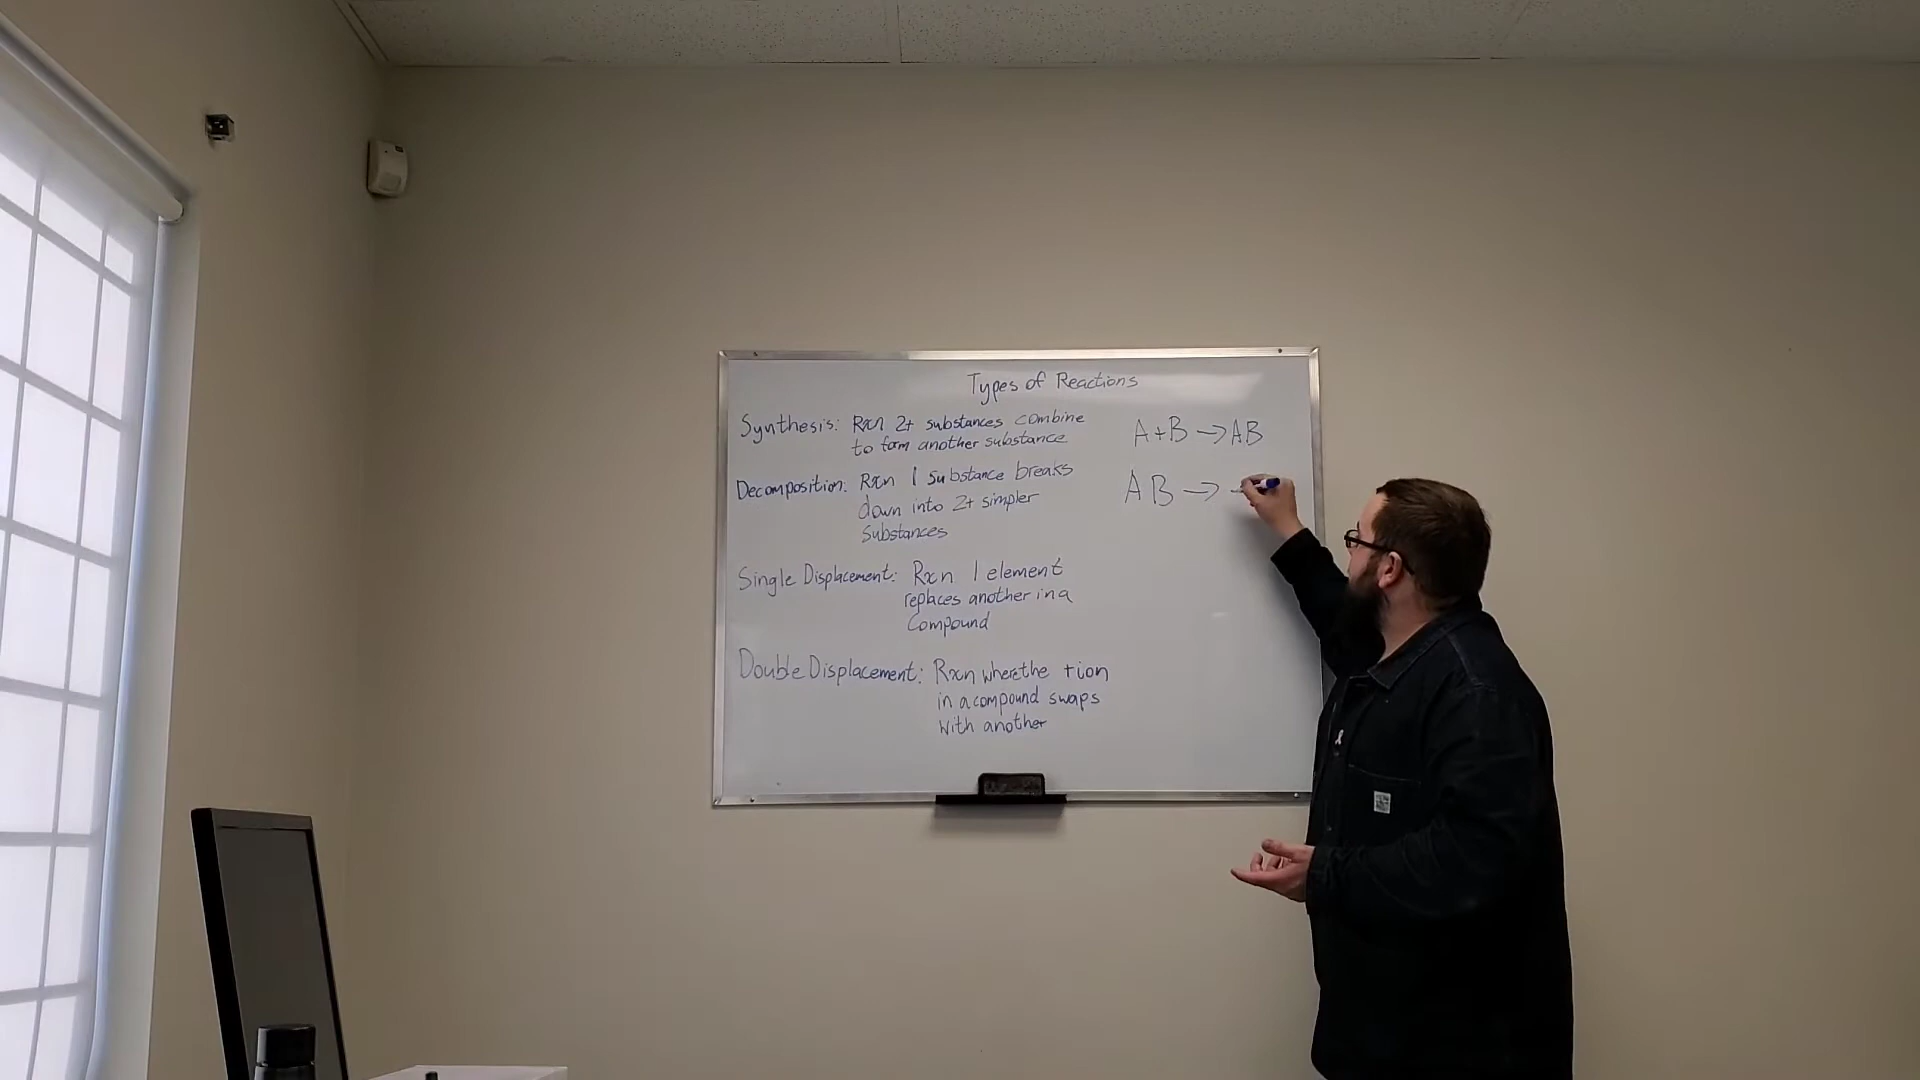 Types of Reactions
Synthesis: Rxn 2+ substances combine
to form another substance
A+B → AB
Decomposition: Rxn 1 Substance breaks
down into 2+ simpler
Substances
AB →
Single Displacement: Rxn 1 element
replaces another in a
Compound
Double Displacement: Rxn where the + ion
in a compound swaps
with another